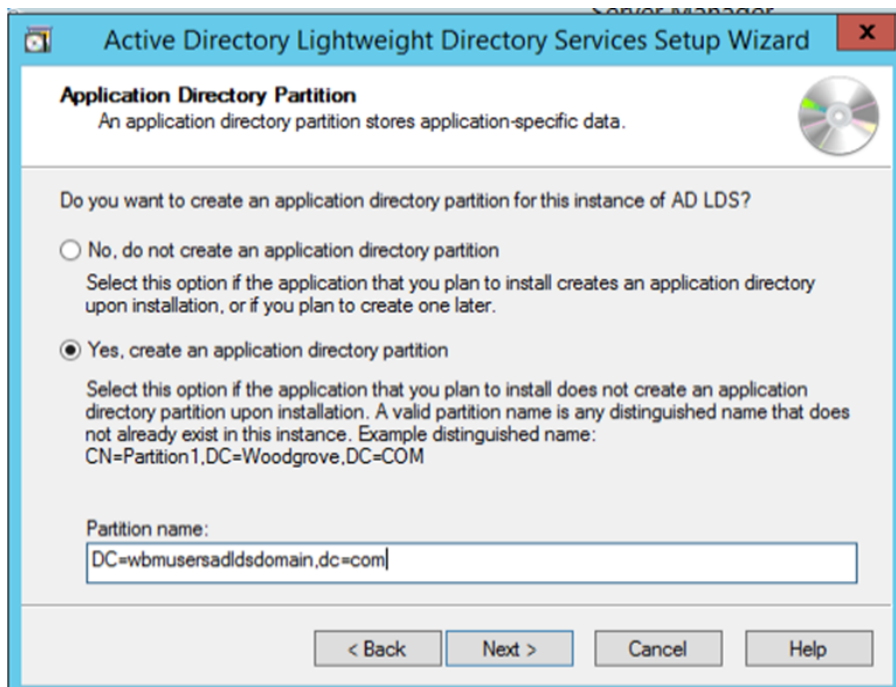 Server Manager
Active Directory Lightweight Directory Services Setup Wizard
x
Application Directory Partition
An application directory partition stores application-specific data.
Do you want to create an application directory partition for this instance of AD LDS?
No, do not create an application directory partition
Select this option if the application that you plan to install creates an application directory
upon installation, or if you plan to create one later.
Yes, create an application directory partition
Select this option if the application that you plan to install does not create an application
directory partition upon installation. A valid partition name is any distinguished name that does
not already exist in this instance. Example distinguished name:
CN=Partition1,DC=Woodgrove,DC=COM
Partition name:
DC=wbmusersadldsdomain,dc=com
< Back
Next >
Cancel
Help